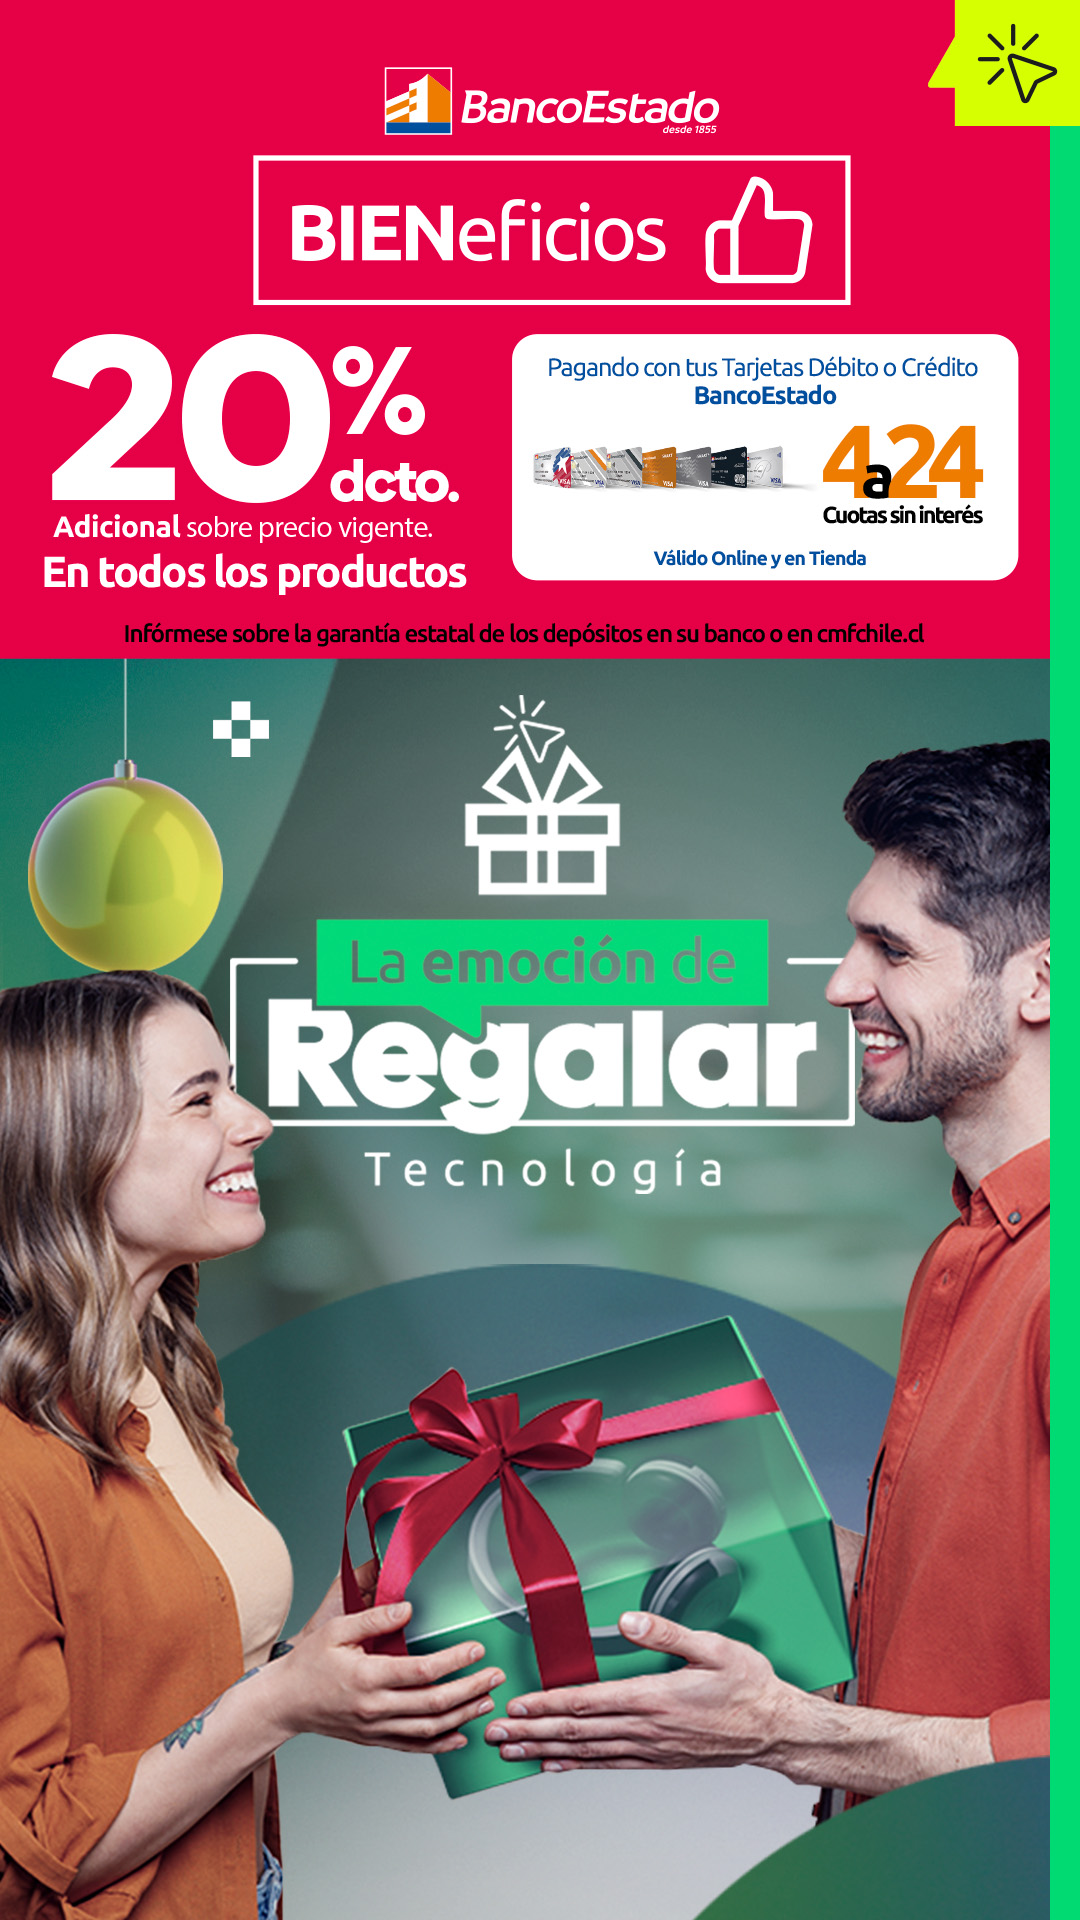 BancoEstado
desde 1855
BIENeficios
20%
dcto.
Adicional sobre precio vigente.
En todos los productos
Pagando con tus Tarjetas Débito o Crédito
BancoEstado
4a24
Cuotas sin interés
Válido Online y en Tienda
Infórmese sobre la garantía estatal de los depósitos en su banco o en cmfchile.cl
La emoción de
Regalar
Tecnología